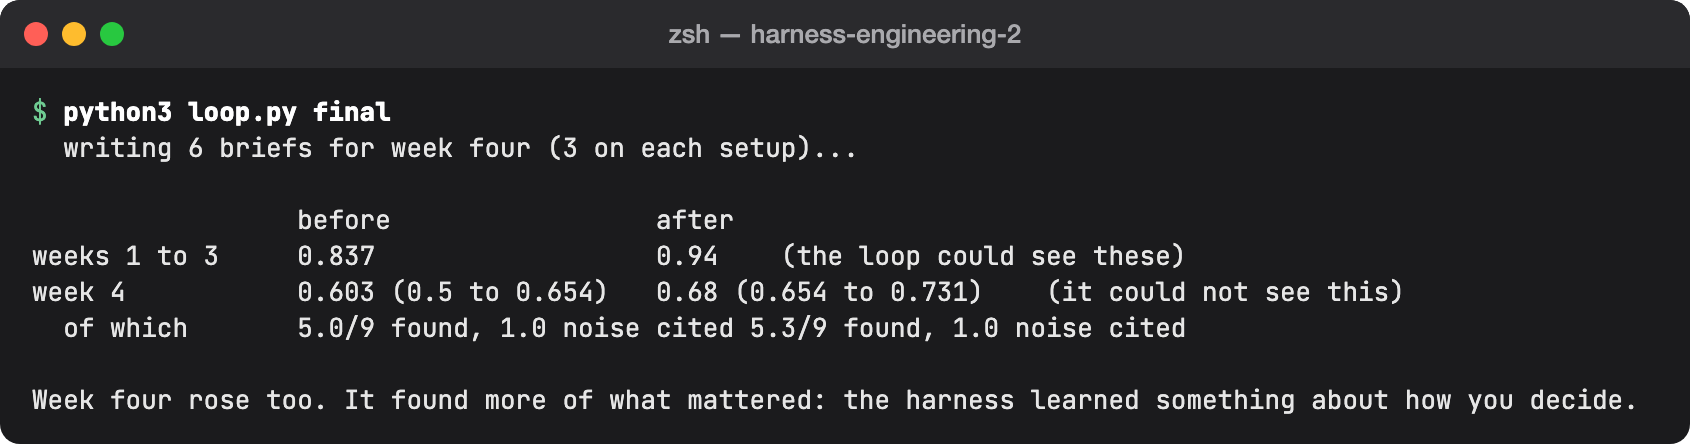 zsh — harness-engineering-2
$ python3 loop.py final
writing 6 briefs for week four (3 on each setup)...
before after
weeks 1 to 3 0.837 0.94 (the loop could see these)
week 4 0.603 (0.5 to 0.654) 0.68 (0.654 to 0.731) (it could not see this)
of which 5.0/9 found, 1.0 noise cited 5.3/9 found, 1.0 noise cited
Week four rose too. It found more of what mattered: the harness learned something about how you decide.